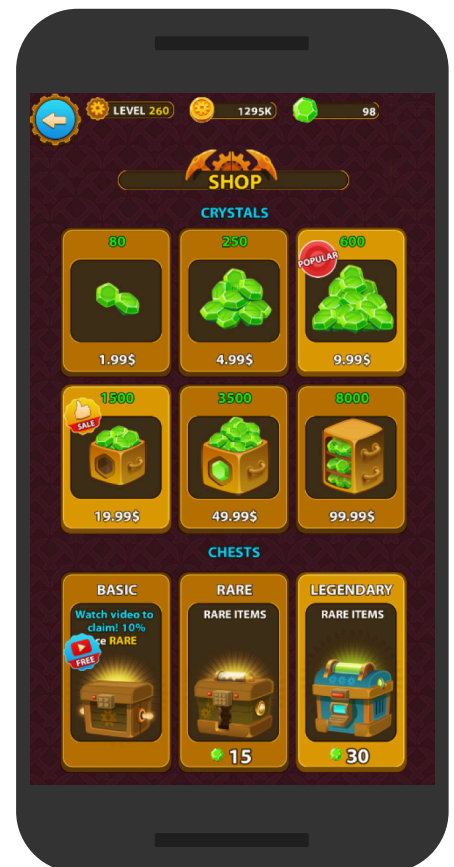 LEVEL 260
1295K
98
SHOP
CRYSTALS
80
250
600
POPULAR
1.99$
4.99$
9.99$
1500
3500
8000
SALE
19.99$
49.99$
99.99$
CHESTS
BASIC
Watch video to
claim! 10%
RARE
FREE
RARE
RARE ITEMS
15
LEGENDARY
RARE ITEMS
30